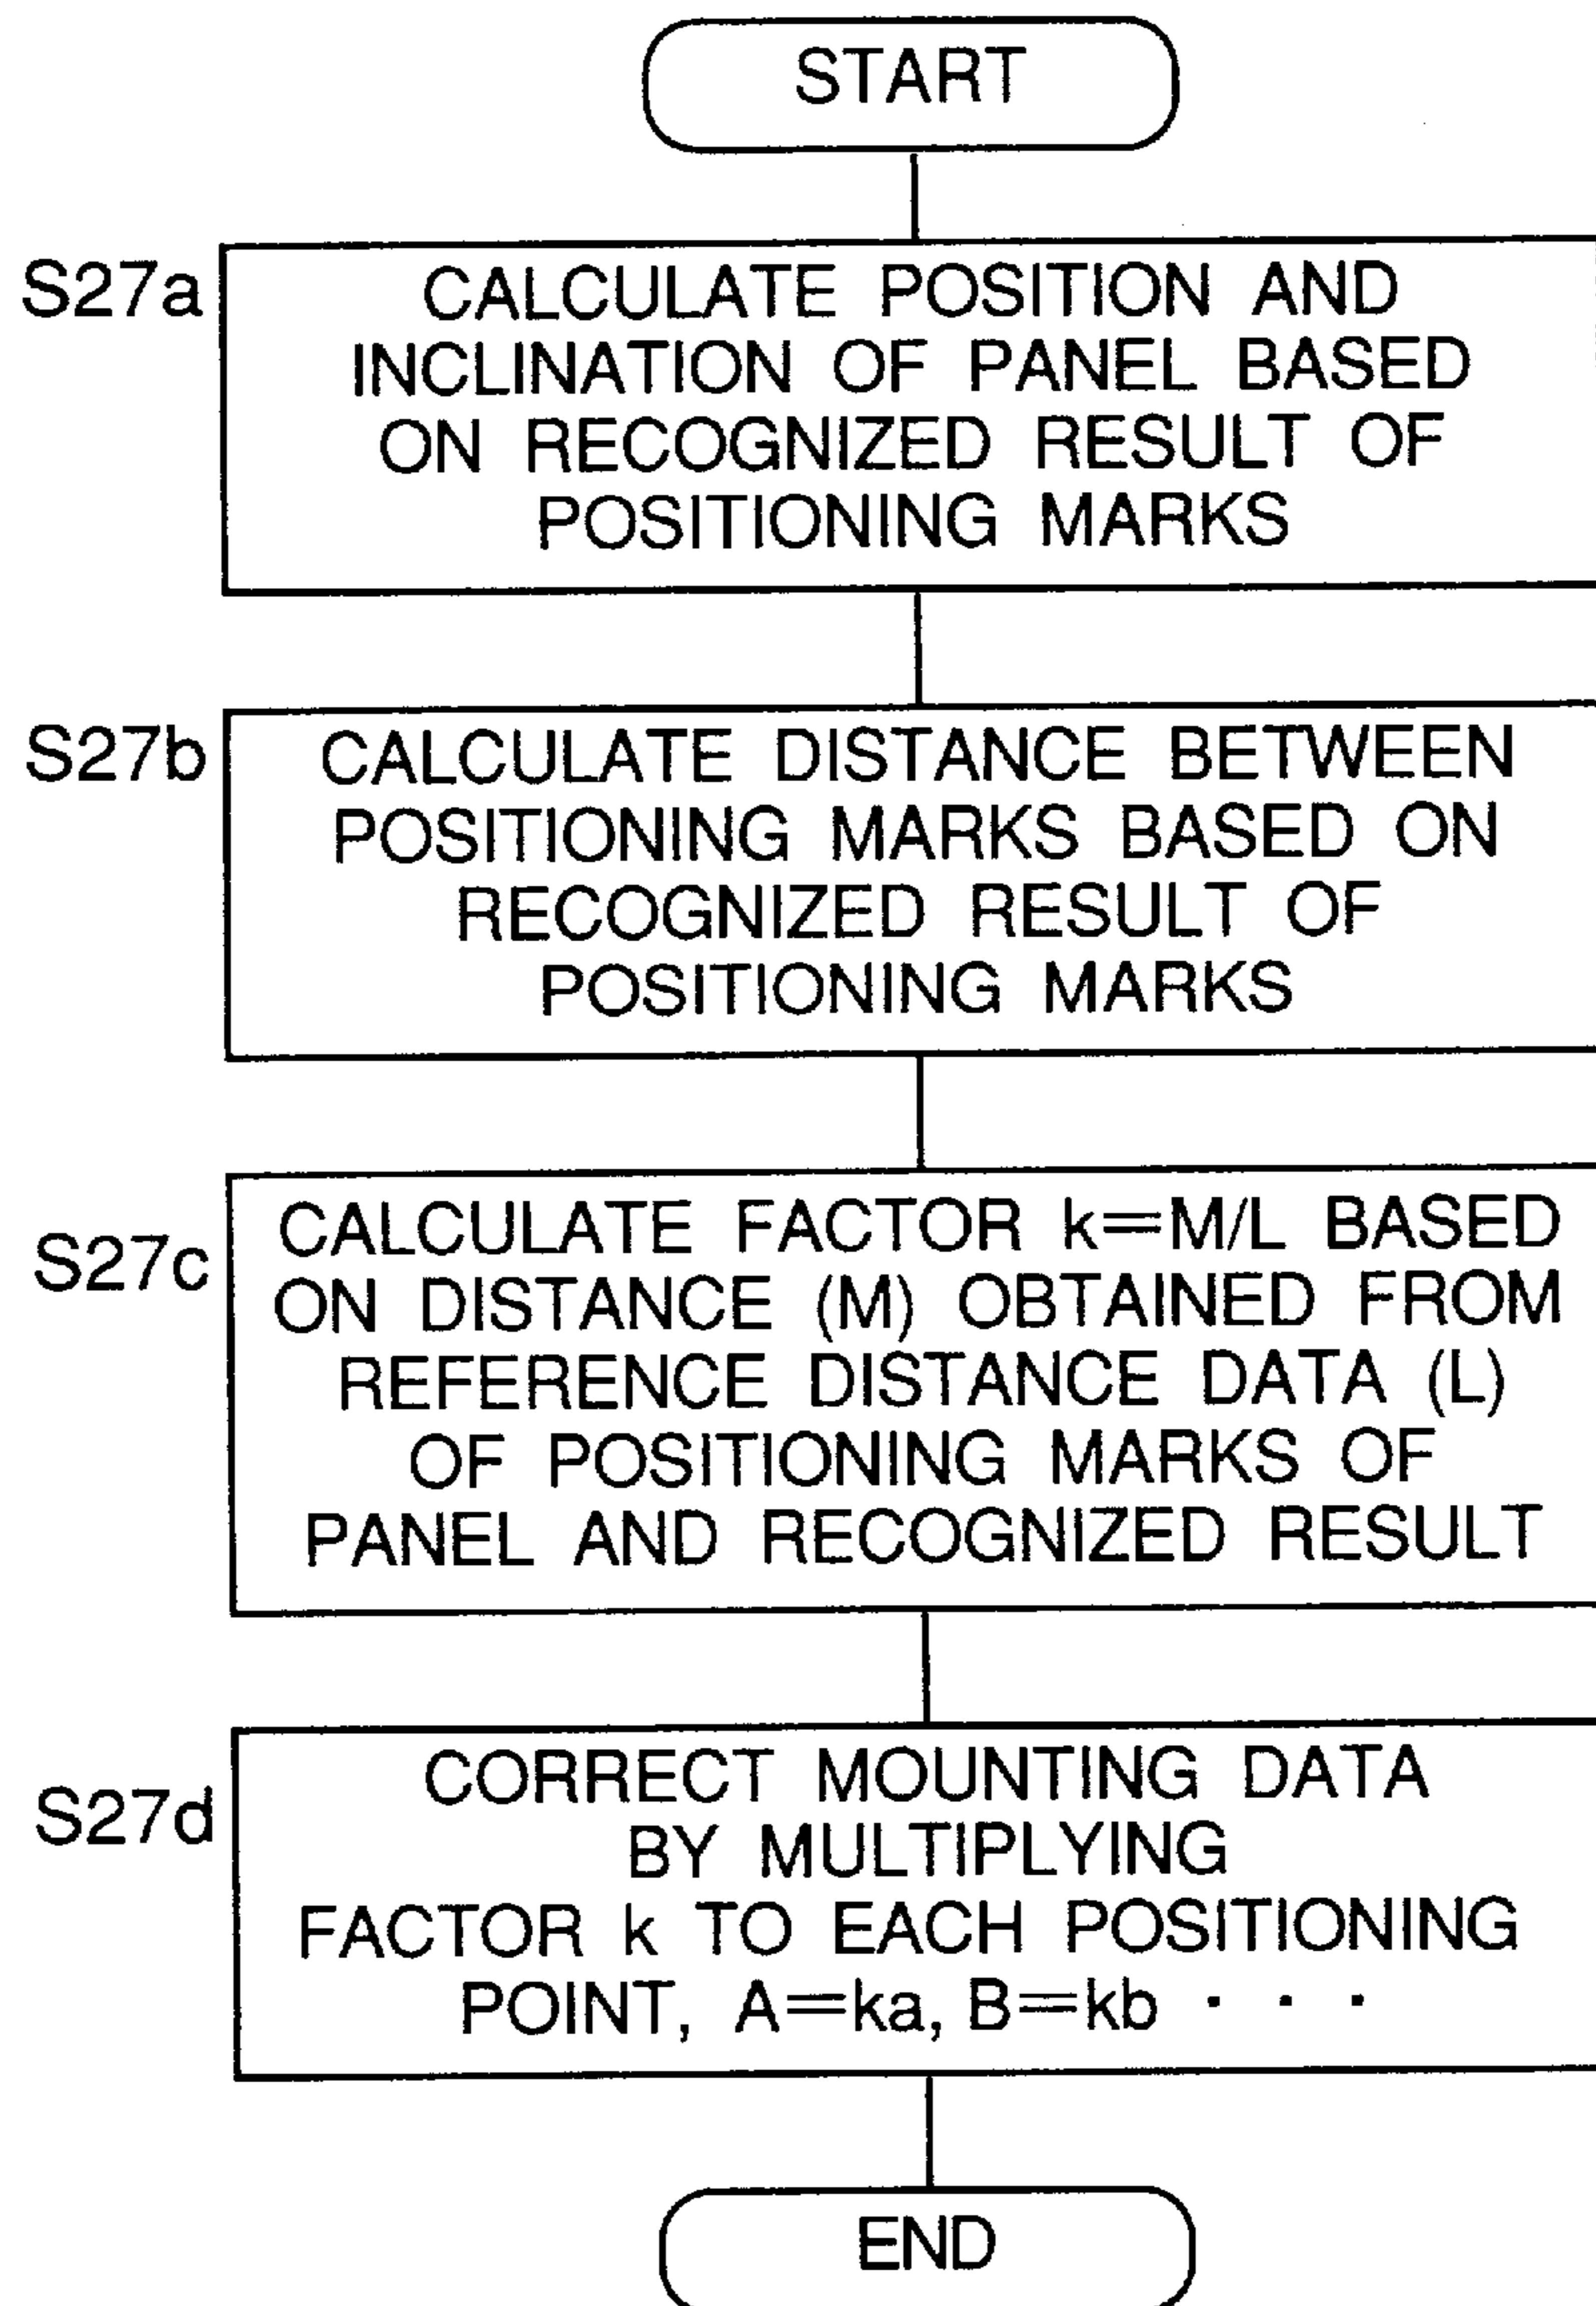 START
S27a
CALCULATE POSITION AND
INCLINATION OF PANEL BASED
ON RECOGNIZED RESULT OF
POSITIONING MARKS
S27b
CALCULATE DISTANCE BETWEEN
POSITIONING MARKS BASED ON
RECOGNIZED RESULT OF
POSITIONING MARKS
S27c
CALCULATE FACTOR k=M/L BASED
ON DISTANCE (M) OBTAINED FROM
REFERENCE DISTANCE DATA (L)
OF POSITIONING MARKS OF
PANEL AND RECOGNIZED RESULT
S27d
CORRECT MOUNTING DATA
BY MULTIPLYING
FACTOR k TO EACH POSITIONING
POINT, A=ka, B=kb · · ·
END